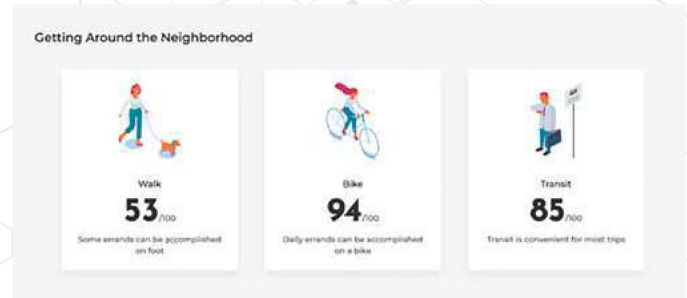 Getting Around the Neighborhood
Walk
53/100
Some errands can be accomplished
on foot
Bike
94/100
Daily errands can be accomplished
on a bike
Transit
85/100
Transit is convenient for most trips